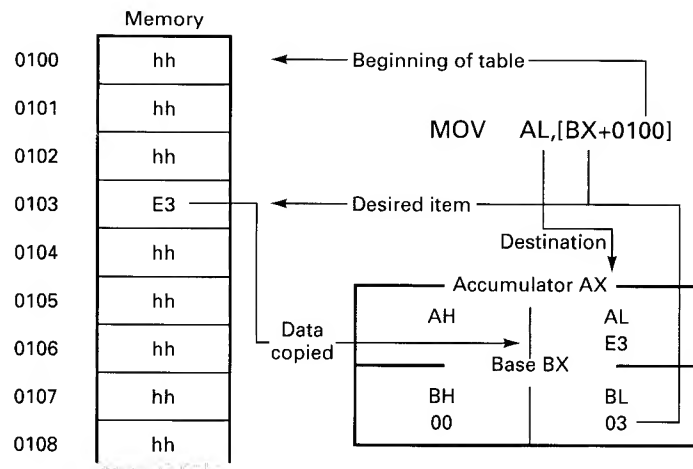 Memory
0100 hh Beginning of table
0101 hh
MOV AL,[BX+0100]
0102 hh
0103 E3 Desired item
0104 hh
Destination
0105 hh Accumulator AX
AH AL
0106 hh Data copied E3
Base BX
0107 hh BH BL
00 03
0108 hh